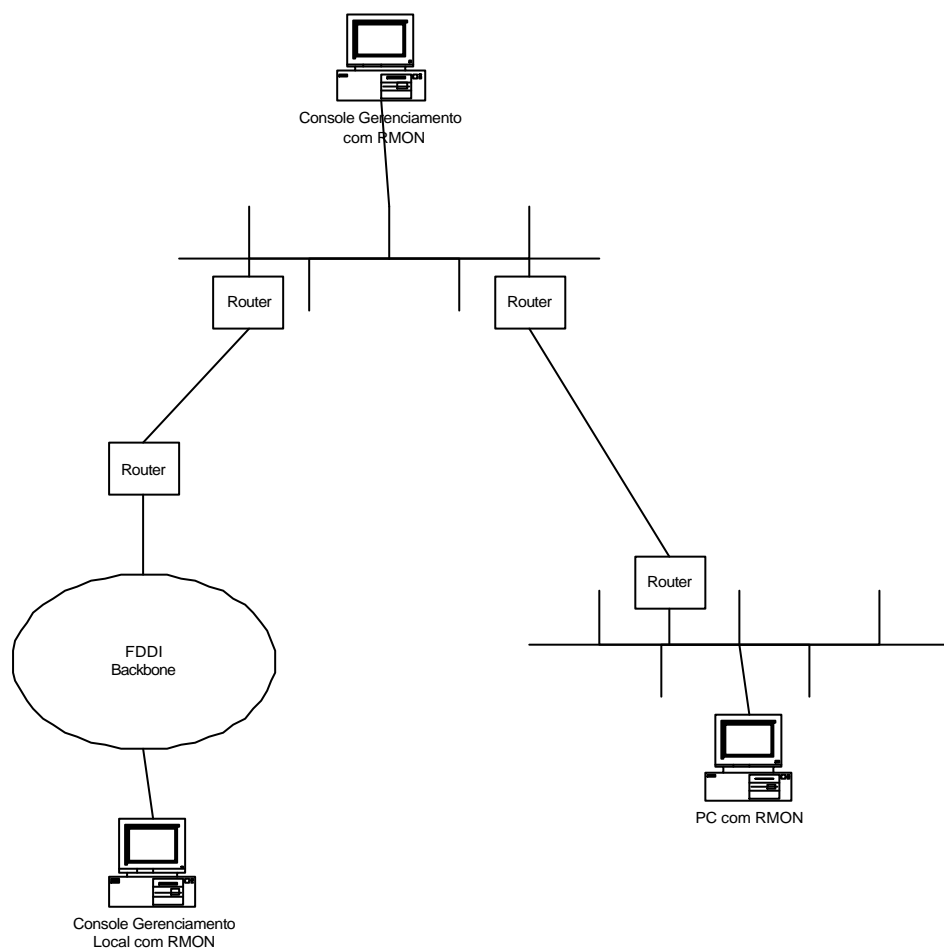 Console Gerenciamento
com RMON
Router
Router
Router
Router
FDDI
Backbone
PC com RMON
Console Gerenciamento
Local com RMON